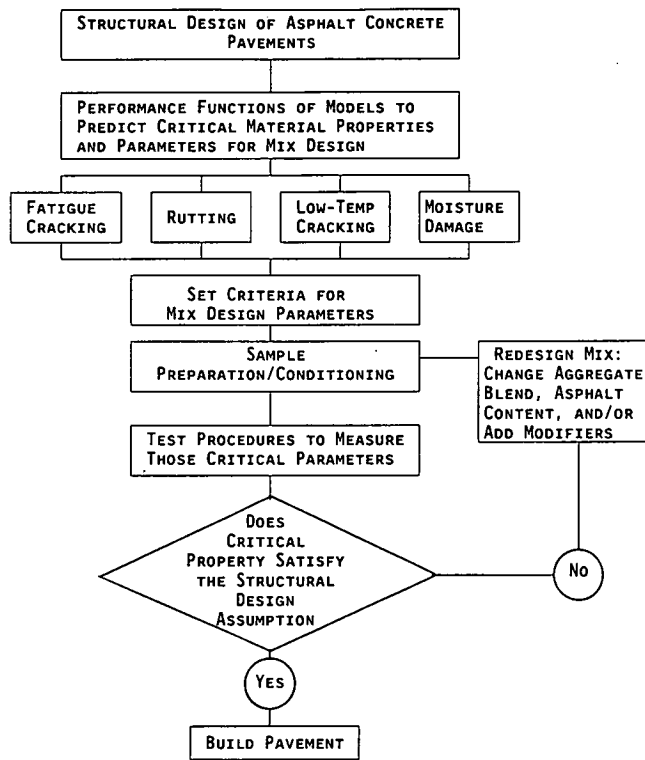 STRUCTURAL DESIGN OF ASPHALT CONCRETE
PAVEMENTS
PERFORMANCE FUNCTIONS OF MODELS TO
PREDICT CRITICAL MATERIAL PROPERTIES
AND PARAMETERS FOR MIX DESIGN
FATIGUE
CRACKING
RUTTING
LOW-TEMP
CRACKING
MOISTURE
DAMAGE
SET CRITERIA FOR
MIX DESIGN PARAMETERS
SAMPLE
PREPARATION/CONDITIONING
REDESIGN MIX:
CHANGE AGGREGATE
BLEND, ASPHALT
CONTENT, AND/OR
ADD MODIFIERS
TEST PROCEDURES TO MEASURE
THOSE CRITICAL PARAMETERS
DOES
CRITICAL
PROPERTY SATISFY
THE STRUCTURAL
DESIGN
ASSUMPTION
NO
YES
BUILD PAVEMENT